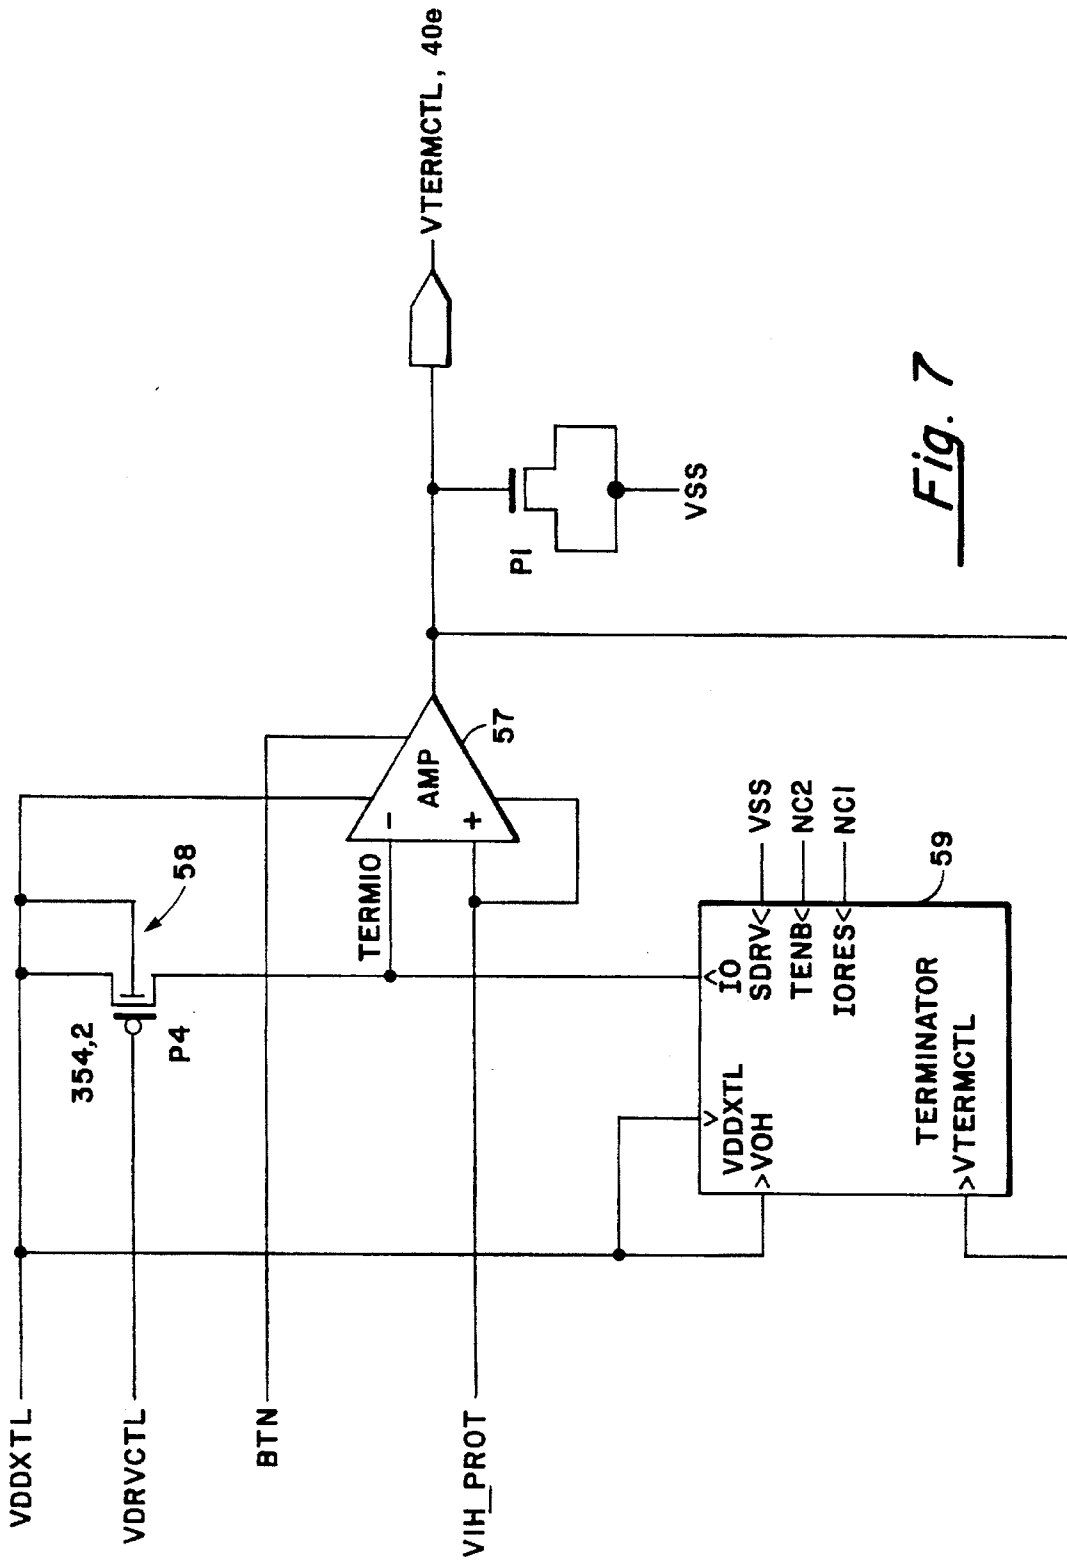 VDDXTL
VDRVCTL
BTN
VIH_PROT
354,2
P4
58
TERMIO
AMP
-
+
57
VTERMCTL, 40e
P1
VSS
VDDXTL
>VOH
IO
SDRV<
VSS
TENB<
NC2
IORES<
NC1
TERMINATOR
>VTERMCTL
59
Fig. 7